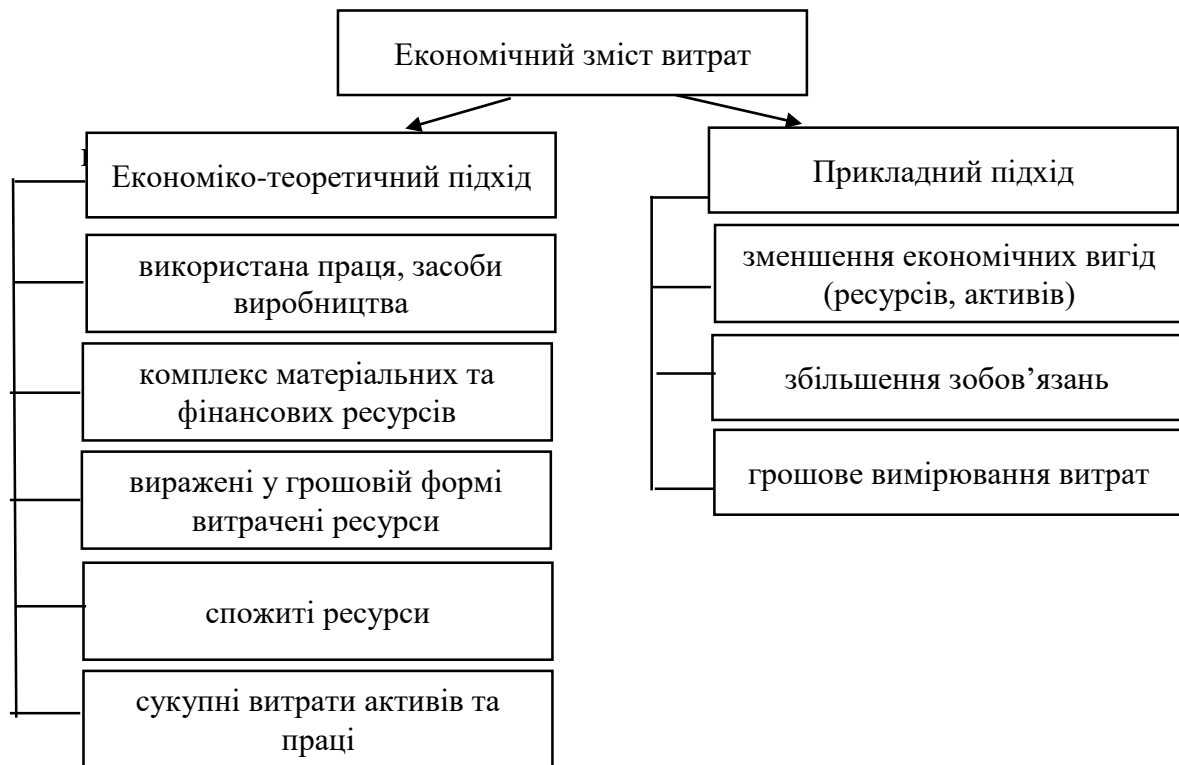 Економічний зміст витрат
Економіко-теоретичний підхід
використана праця, засоби
виробництва
комплекс матеріальних та
фінансових ресурсів
виражені у грошовій формі
витрачені ресурси
спожиті ресурси
сукупні витрати активів та
праці
Прикладний підхід
зменшення економічних вигід
(ресурсів, активів)
збільшення зобов’язань
грошове вимірювання витрат